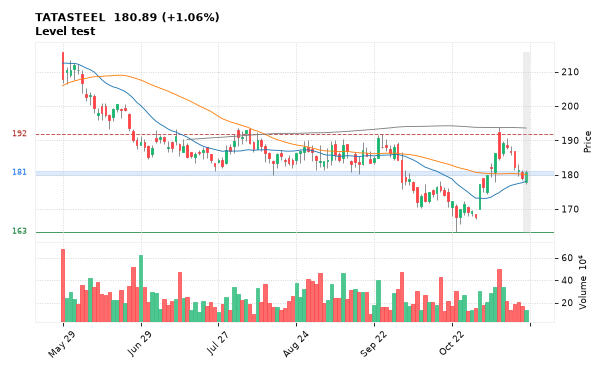 TATASTEEL 180.89 (+1.06%)
Level test
210
200
192
190
181
180
170
163
Price
60
40
20
Volume 10⁴
May 29
Jun 29
Jul 27
Aug 24
Sep 22
Oct 22